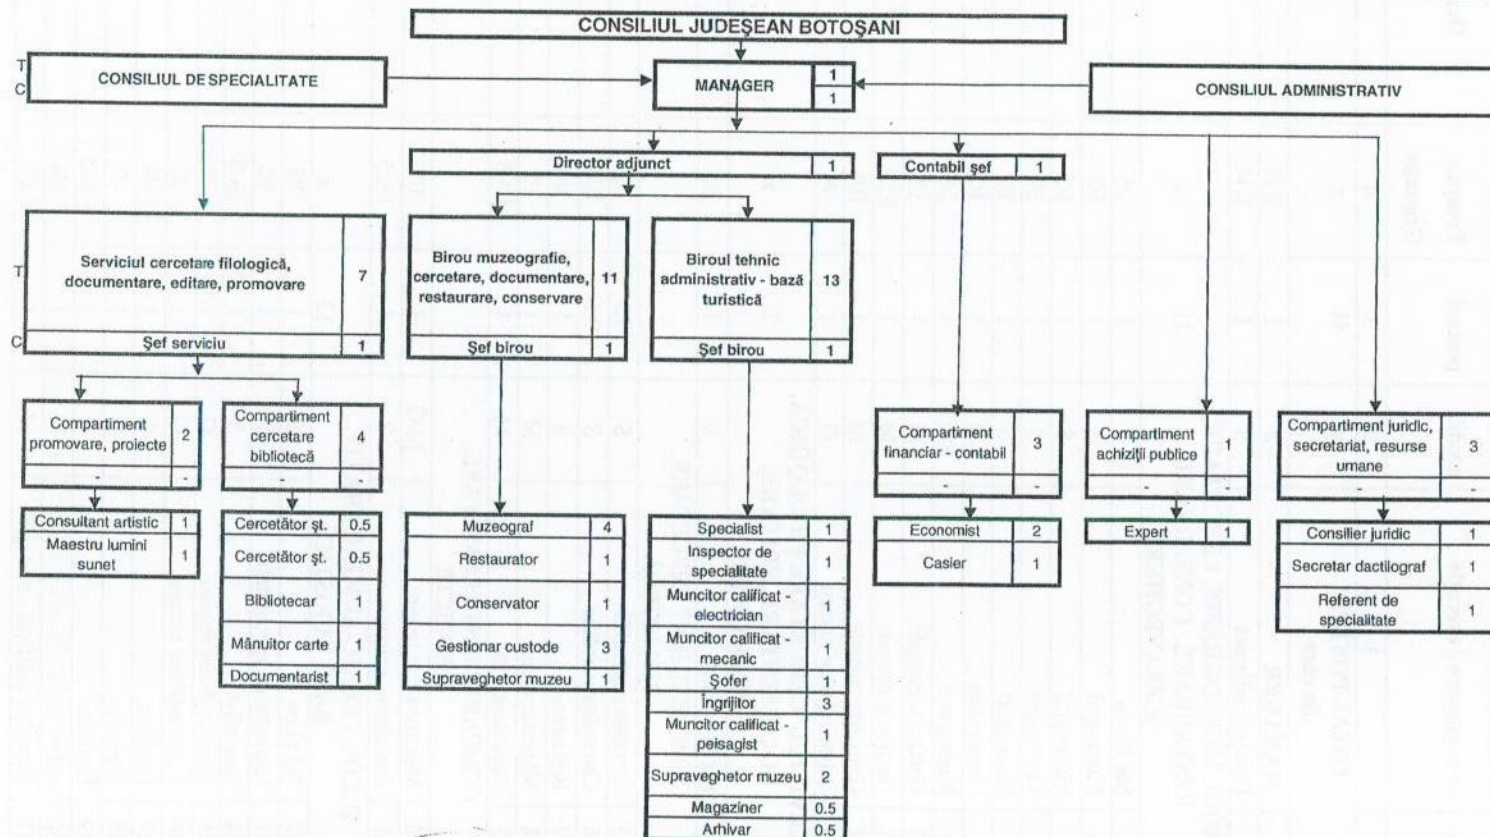 CONSILIUL JUDEȘEAN BOTOȘANI
T
C
CONSILIUL DE SPECIALITATE
MANAGER
1
1
CONSILIUL ADMINISTRATIV
Director adjunct 1
Contabil șef 1
T
C
Serviciul cercetare filologică,
documentare, editare, promovare
7
Șef serviciu 1
Birou muzeografie,
cercetare, documentare,
restaurare, conservare
11
Șef birou 1
Biroul tehnic
administrativ - bază
turistică
13
Șef birou 1
Compartiment
promovare, proiecte
2
-
Compartiment
cercetare
bibliotecă
4
-
Compartiment
financiar - contabil
3
-
Compartiment
achiziții publice
1
-
Compartiment juridic,
secretariat, resurse
umane
3
-
Consultant artistic 1
Maestru lumini
sunet
1
Cercetător șt. 0.5
Cercetător șt. 0.5
Bibliotecar 1
Mânuitor carte 1
Documentarist 1
Muzeograf 4
Restaurator 1
Conservator 1
Gestionar custode 3
Supraveghetor muzeu 1
Specialist 1
Inspector de
specialitate
1
Muncitor calificat -
electrician
1
Muncitor calificat -
mecanic
1
Șofer 1
Îngrijitor 3
Muncitor calificat -
peisagist
1
Supraveghetor muzeu 2
Magaziner 0.5
Arhivar 0.5
Economist 2
Casier 1
Expert 1
Consilier juridic 1
Secretar dactilograf 1
Referent de
specialitate
1